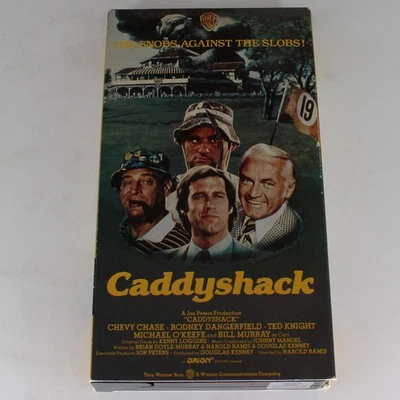 THE SNOBS AGAINST THE SLOBS!
19
Caddyshack
A Jon Peters Production
"CADDYSHACK"
CHEVY CHASE · RODNEY DANGERFIELD · TED KNIGHT
MICHAEL O'KEEFE and BILL MURRAY as Carl
Original Songs by KENNY LOGGINS Music Composed by JOHNNY MANDEL
Written by BRIAN DOYLE-MURRAY & HAROLD RAMIS & DOUGLAS KENNEY
Executive Producer JON PETERS Produced by DOUGLAS KENNEY Directed by HAROLD RAMIS
ORION
Thru Warner Bros. A Warner Communications Company